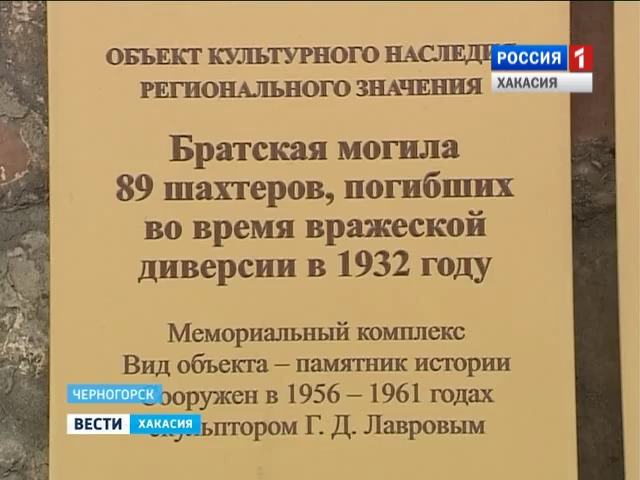 ОБЪЕКТ КУЛЬТУРНОГО НАСЛЕДИЯ
РЕГИОНАЛЬНОГО ЗНАЧЕНИЯ
РОССИЯ 1
ХАКАСИЯ
Братская могила
89 шахтеров, погибших
во время вражеской
диверсии в 1932 году
Мемориальный комплекс
Вид объекта – памятник истории
Сооружен в 1956 – 1961 годах
скульптором Г. Д. Лавровым
ЧЕРНОГОРСК
ВЕСТИ ХАКАСИЯ